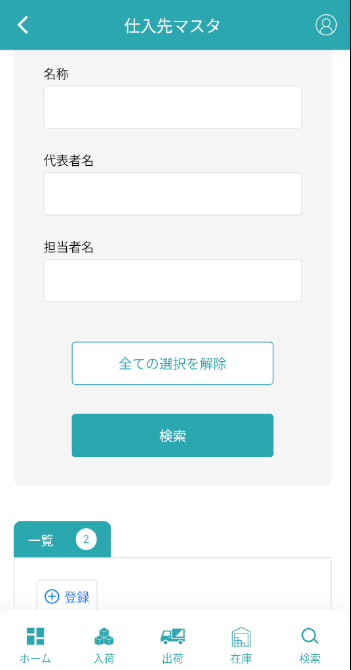 仕入先マスタ
名称
代表者名
担当者名
全ての選択を解除
検索
一覧 2
登録
ホーム 入荷 出荷 在庫 検索